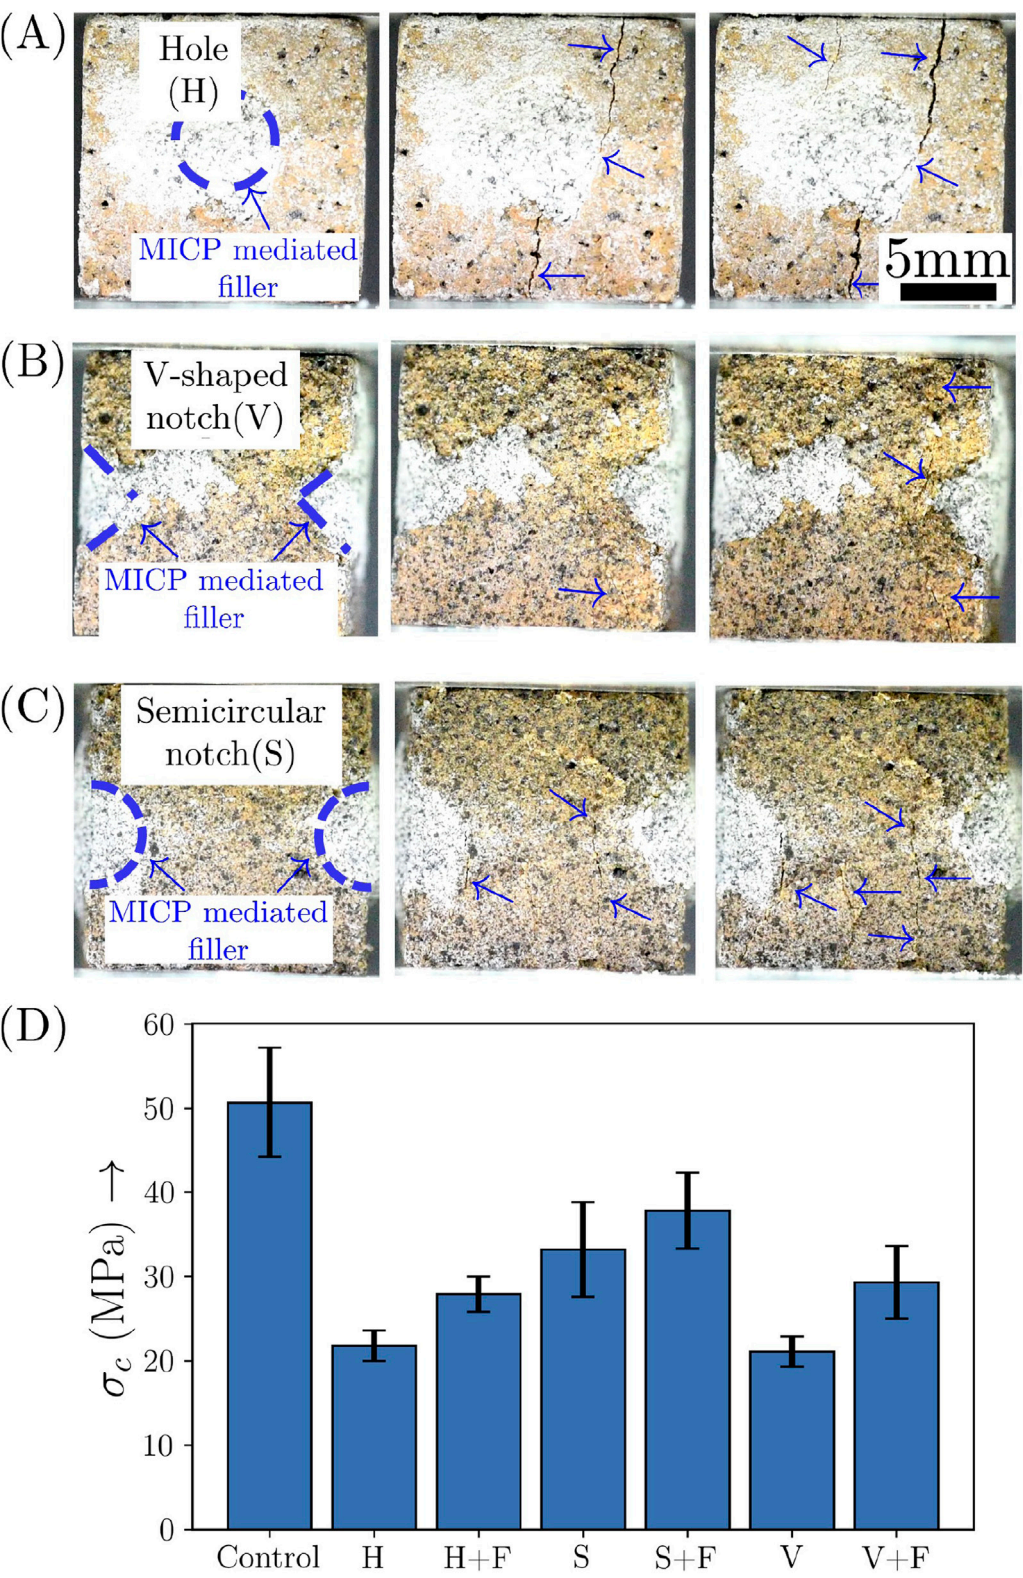 (A)
Hole
(H)
MICP mediated
filler
5mm
(B)
V-shaped
notch(V)
MICP mediated
filler
(C)
Semicircular
notch(S)
MICP mediated
filler
(D)
60
50
40
30
20
10
0
σc (MPa) →
Control H H+F S S+F V V+F